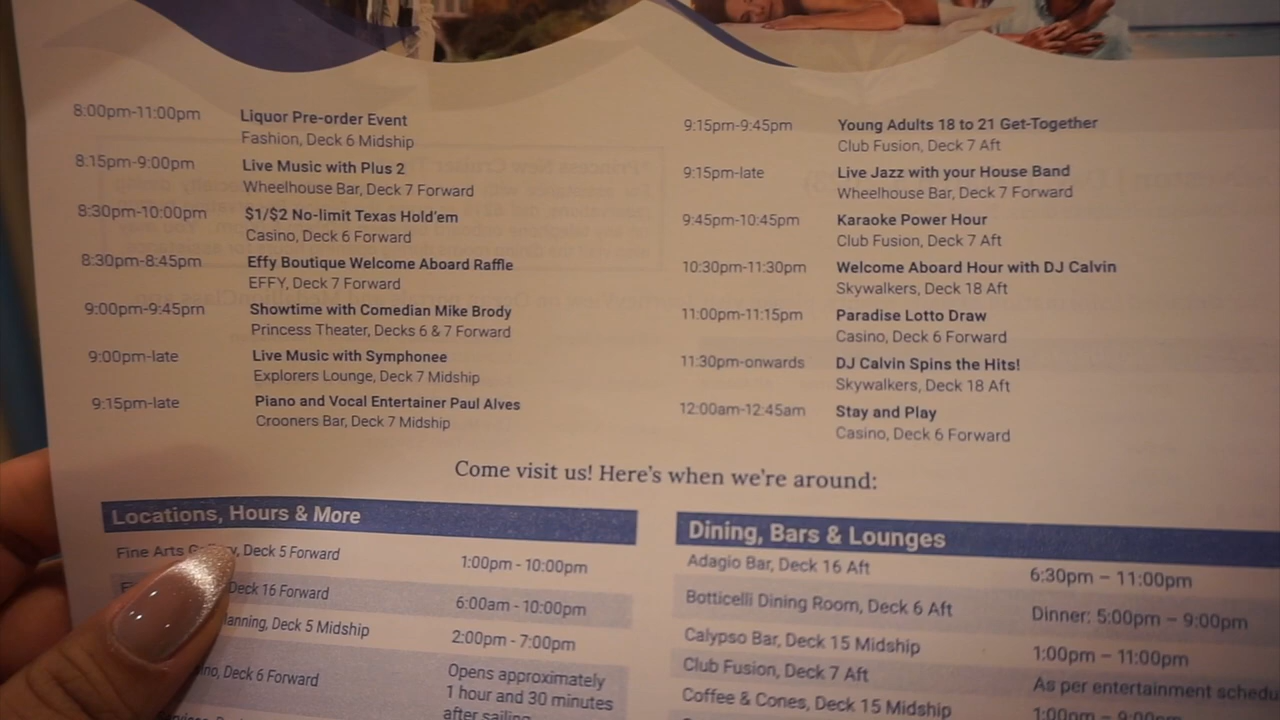 8:00pm-11:00pm Liquor Pre-order Event
Fashion, Deck 6 Midship
8:15pm-9:00pm Live Music with Plus 2
Wheelhouse Bar, Deck 7 Forward
8:30pm-10:00pm $1/$2 No-limit Texas Hold'em
Casino, Deck 6 Forward
8:30pm-8:45pm Effy Boutique Welcome Aboard Raffle
EFFY, Deck 7 Forward
9:00pm-9:45pm Showtime with Comedian Mike Brody
Princess Theater, Decks 6 & 7 Forward
9:00pm-late Live Music with Symphonee
Explorers Lounge, Deck 7 Midship
9:15pm-late Piano and Vocal Entertainer Paul Alves
Crooners Bar, Deck 7 Midship
9:15pm-9:45pm Young Adults 18 to 21 Get-Together
Club Fusion, Deck 7 Aft
9:15pm-late Live Jazz with your House Band
Wheelhouse Bar, Deck 7 Forward
9:45pm-10:45pm Karaoke Power Hour
Club Fusion, Deck 7 Aft
10:30pm-11:30pm Welcome Aboard Hour with DJ Calvin
Skywalkers, Deck 18 Aft
11:00pm-11:15pm Paradise Lotto Draw
Casino, Deck 6 Forward
11:30pm-onwards DJ Calvin Spins the Hits!
Skywalkers, Deck 18 Aft
12:00am-12:45am Stay and Play
Casino, Deck 6 Forward
Come visit us! Here's when we're around:
Locations, Hours & More
Fine Arts Deck 5 Forward 1:00pm - 10:00pm
Deck 16 Forward 6:00am - 10:00pm
Deck 5 Midship 2:00pm - 7:00pm
Deck 6 Forward Opens approximately
1 hour and 30 minutes
after sailing
Dining, Bars & Lounges
Adagio Bar, Deck 16 Aft 6:30pm – 11:00pm
Botticelli Dining Room, Deck 6 Aft Dinner: 5:00pm – 9:00pm
Calypso Bar, Deck 15 Midship 1:00pm – 11:00pm
Club Fusion, Deck 7 Aft As per entertainment
Coffee & Cones, Deck 15 Midship 1:00pm – 9:00pm